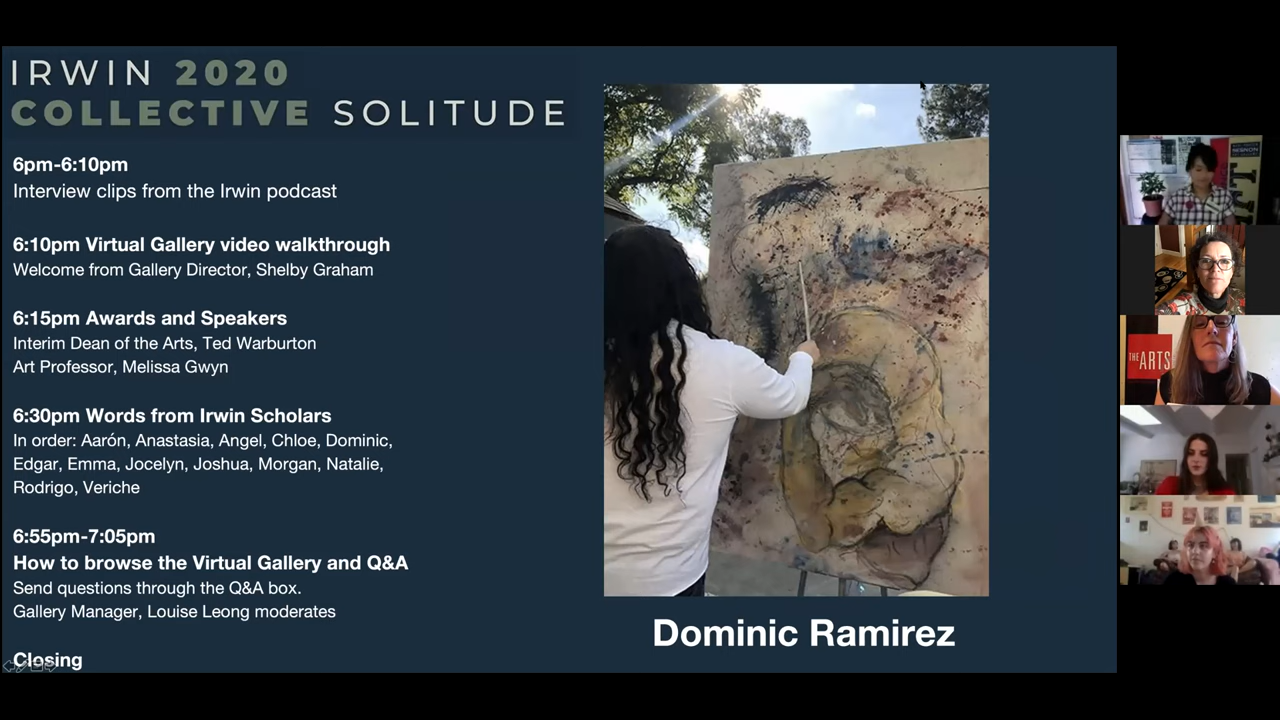 IRWIN 2020
COLLECTIVE SOLITUDE
6pm-6:10pm
Interview clips from the Irwin podcast
6:10pm Virtual Gallery video walkthrough
Welcome from Gallery Director, Shelby Graham
6:15pm Awards and Speakers
Interim Dean of the Arts, Ted Warburton
Art Professor, Melissa Gwyn
6:30pm Words from Irwin Scholars
In order: Aarón, Anastasia, Angel, Chloe, Dominic,
Edgar, Emma, Jocelyn, Joshua, Morgan, Natalie,
Rodrigo, Veriche
6:55pm-7:05pm
How to browse the Virtual Gallery and Q&A
Send questions through the Q&A box.
Gallery Manager, Louise Leong moderates
Closing
Dominic Ramirez
THE ARTS